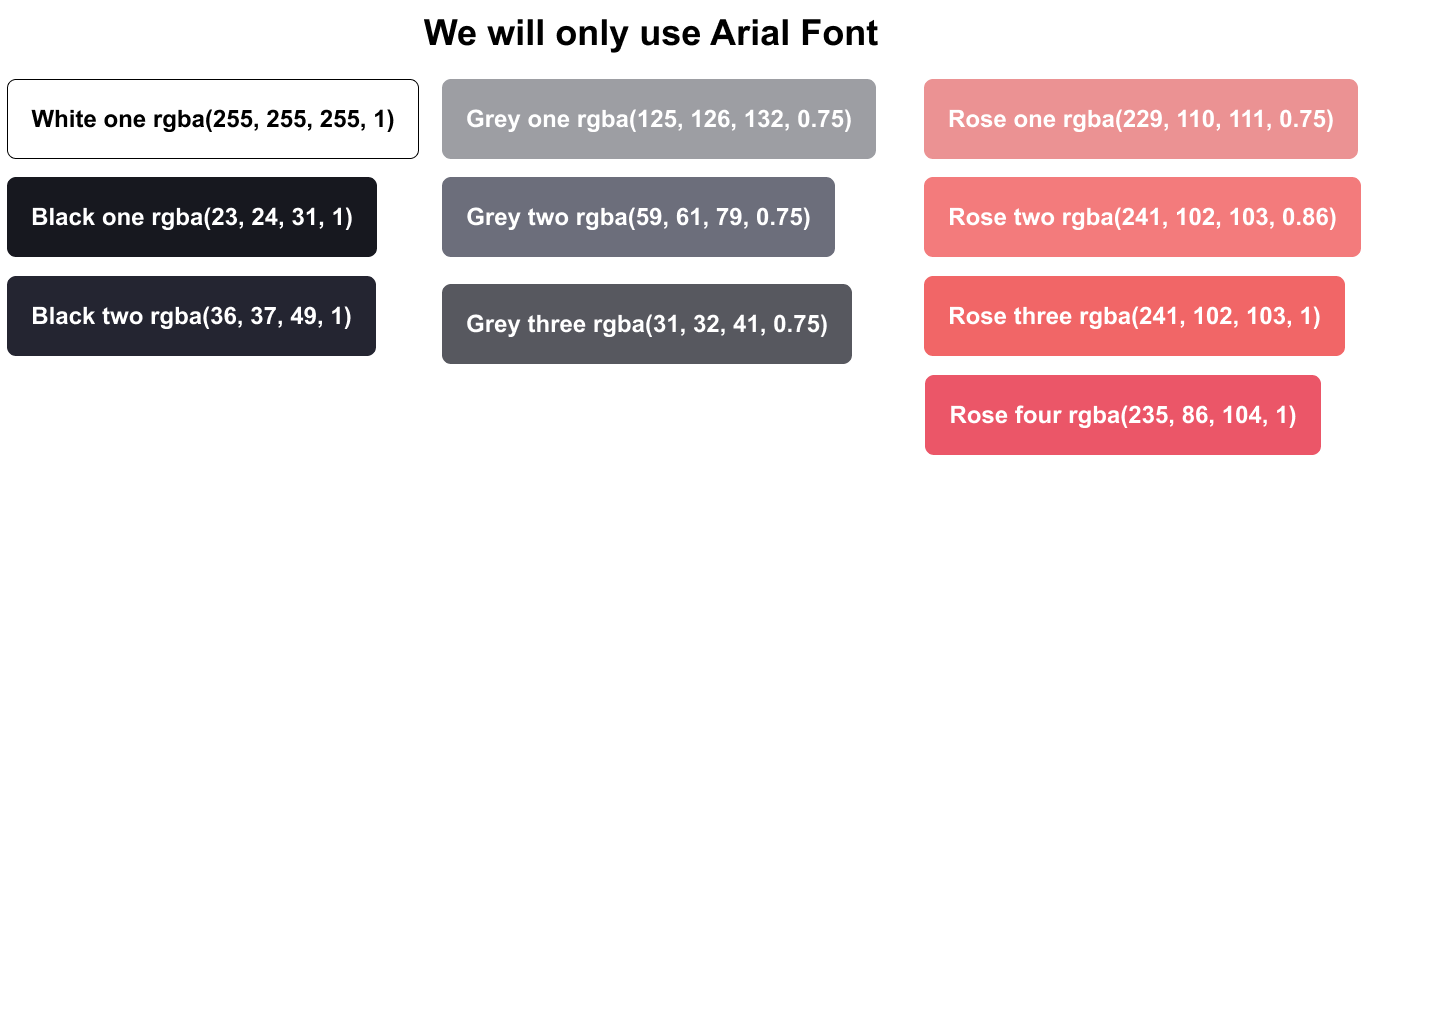 We will only use Arial Font
White one rgba(255, 255, 255, 1)
Black one rgba(23, 24, 31, 1)
Black two rgba(36, 37, 49, 1)
Grey one rgba(125, 126, 132, 0.75)
Grey two rgba(59, 61, 79, 0.75)
Grey three rgba(31, 32, 41, 0.75)
Rose one rgba(229, 110, 111, 0.75)
Rose two rgba(241, 102, 103, 0.86)
Rose three rgba(241, 102, 103, 1)
Rose four rgba(235, 86, 104, 1)